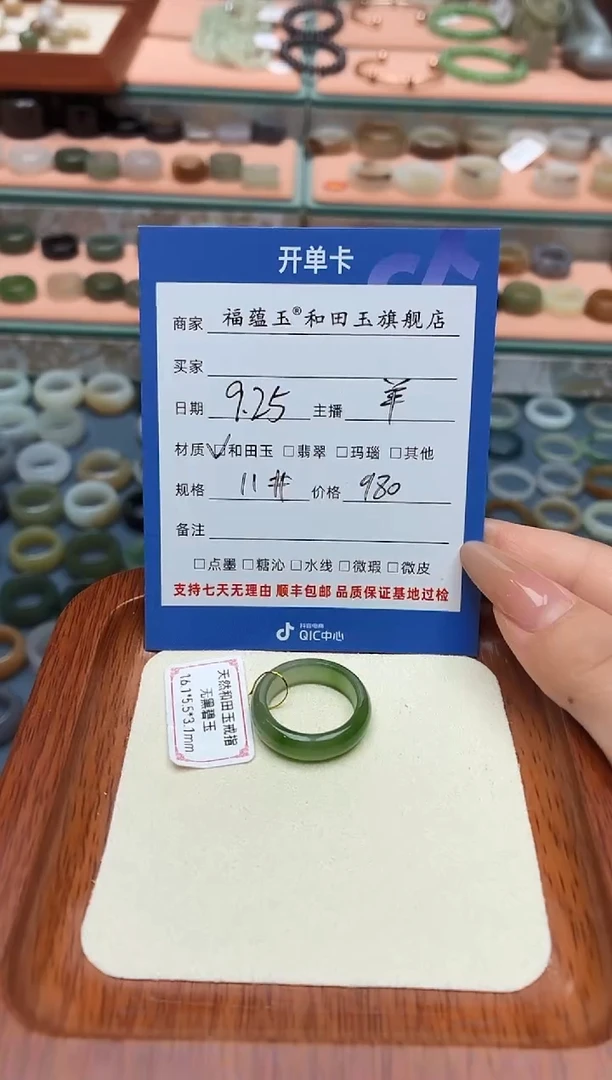 开单卡
商家 福蕴玉®和田玉旗舰店
买家
日期 9.25 主播 羊
材质 ☑和田玉 □翡翠 □玛瑙 □其他
规格 11# 价格 980
备注
□点墨 □糖沁 □水线 □微瑕 □微皮
支持七天无理由 顺丰包邮 品质保证基地过检
抖音电商
QIC中心
天然和田玉戒指
无黑碧玉
16.1*5.5*3.1mm